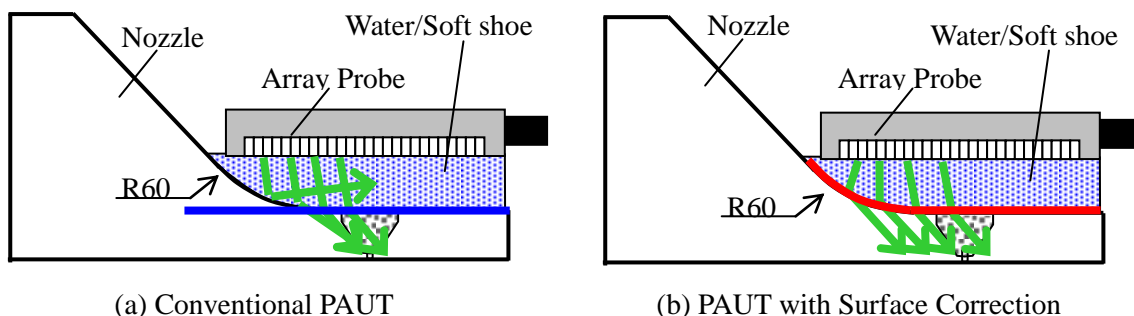 Nozzle
Water/Soft shoe
Array Probe
R60
(a) Conventional PAUT
Nozzle
Water/Soft shoe
Array Probe
R60
(b) PAUT with Surface Correction